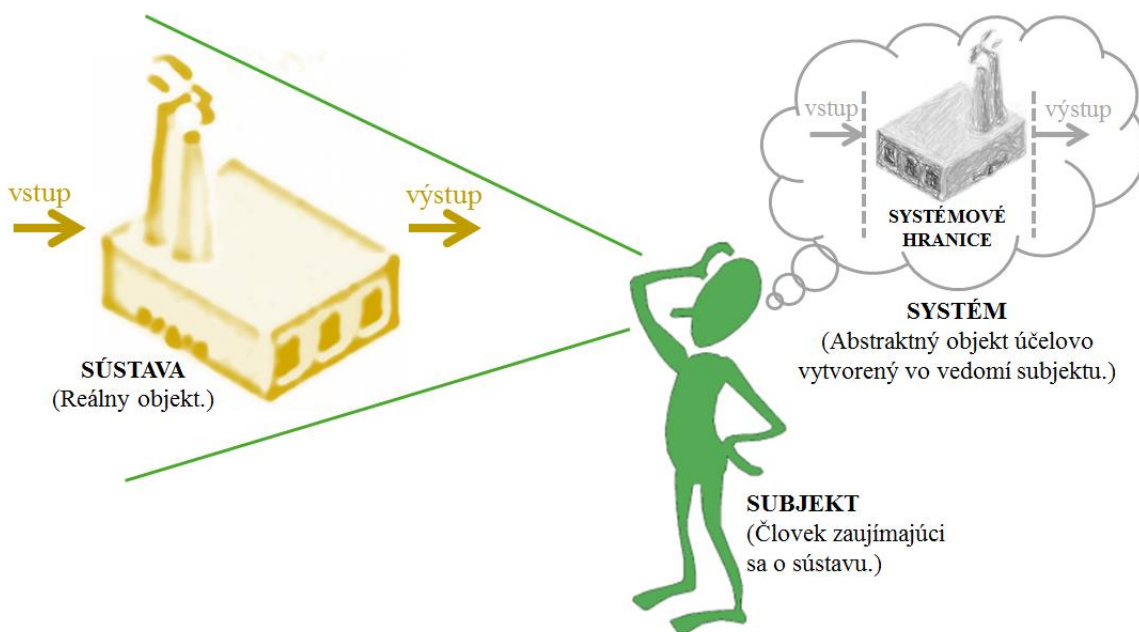 vstup
výstup
SÚSTAVA
(Reálny objekt.)
vstup
výstup
SYSTÉMOVÉ
HRANICE
SYSTÉM
(Abstraktný objekt účelovo
vytvorený vo vedomí subjektu.)
SUBJEKT
(Človek zaujímajúci
sa o sústavu.)